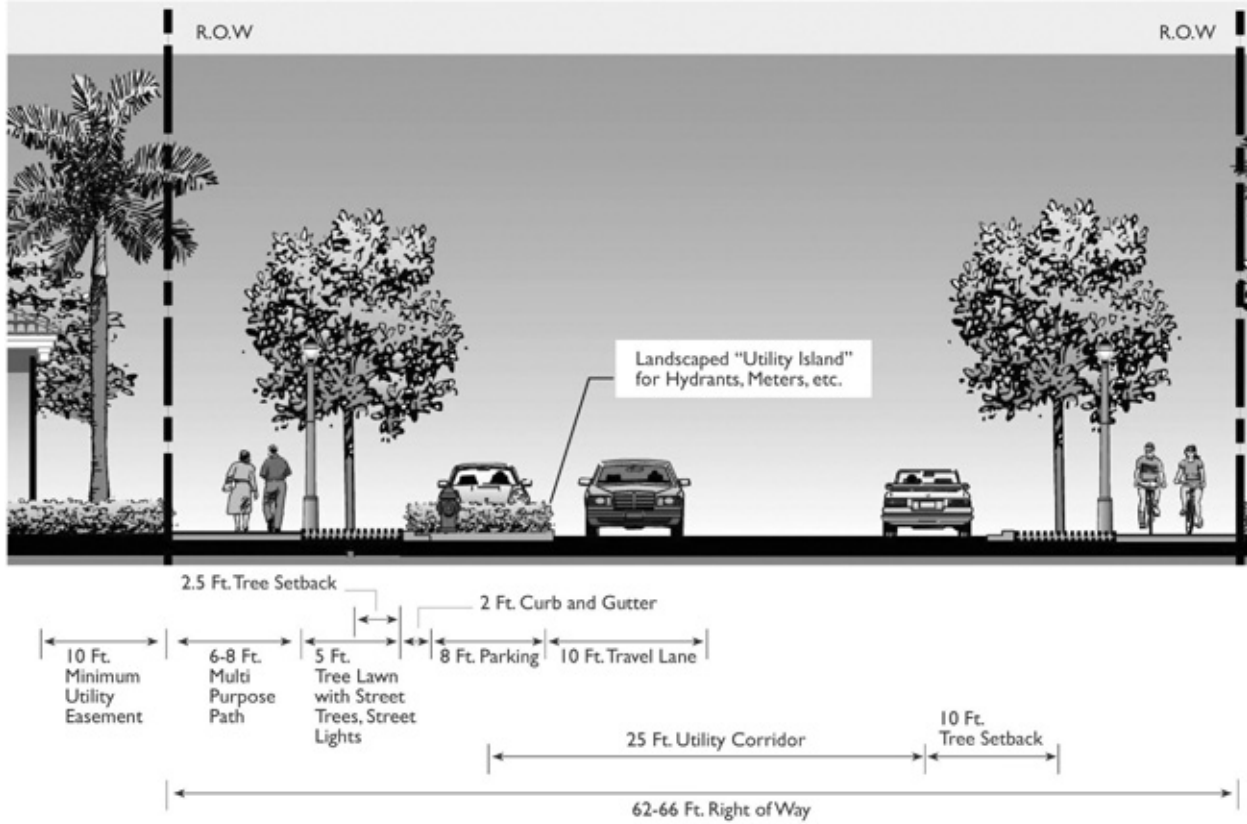 R.O.W
R.O.W
Landscaped “Utility Island”
for Hydrants, Meters, etc.
2.5 Ft. Tree Setback
2 Ft. Curb and Gutter
10 Ft.
Minimum
Utility
Easement
6-8 Ft.
Multi
Purpose
Path
5 Ft.
Tree Lawn
with Street
Trees, Street
Lights
8 Ft. Parking
10 Ft. Travel Lane
25 Ft. Utility Corridor
10 Ft.
Tree Setback
62-66 Ft. Right of Way